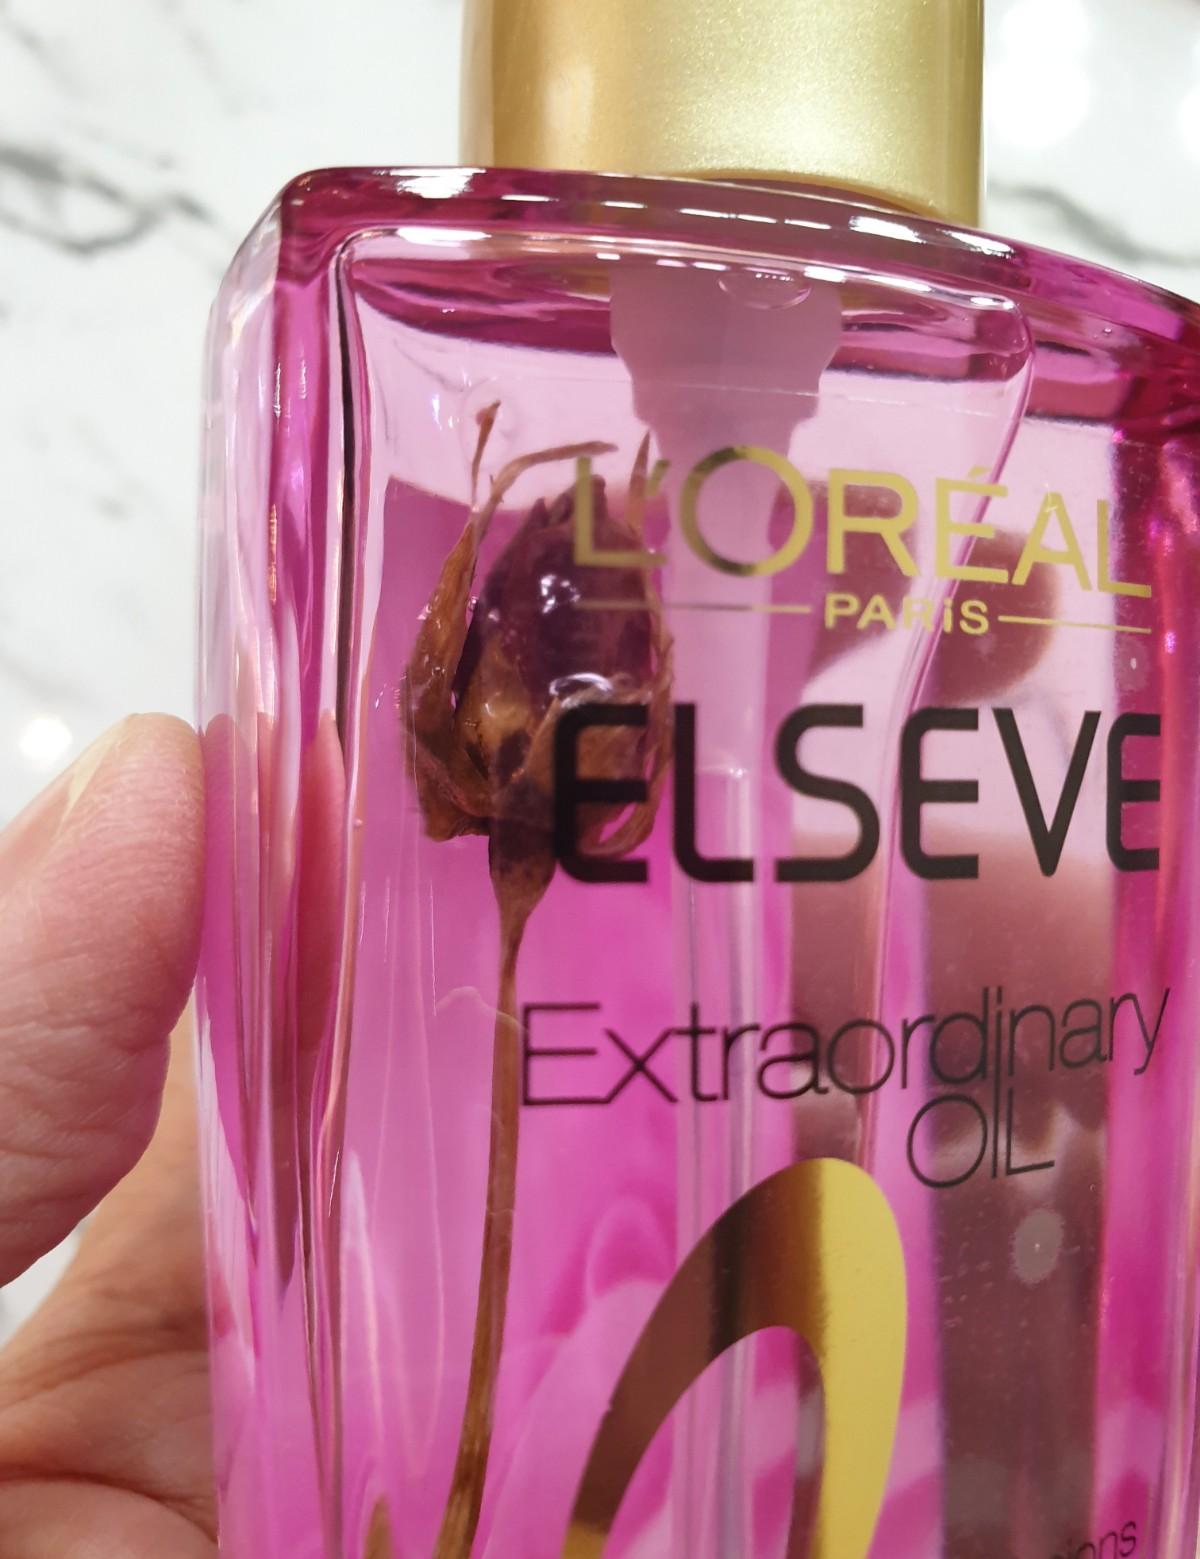 L'ORÉAL
PARiS
ELSEVE
Extraordinary
OIL